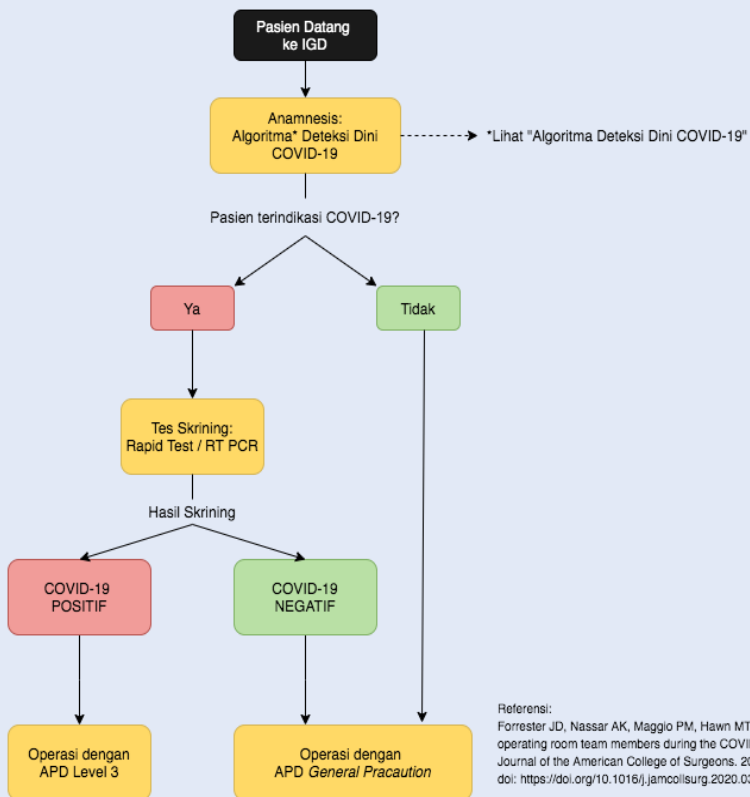 Pasien Datang
ke IGD
Anamnesis:
Algoritma* Deteksi Dini
COVID-19
*Lihat "Algoritma Deteksi Dini COVID-19"
Pasien terindikasi COVID-19?
Ya
Tidak
Tes Skrining:
Rapid Test / RT PCR
Hasil Skrining
COVID-19
POSITIF
COVID-19
NEGATIF
Operasi dengan
APD Level 3
Operasi dengan
APD General Pracaution
Referensi:
Forrester JD, Nassar AK, Maggio PM, Hawn MT
operating room team members during the COVI
Journal of the American College of Surgeons. 20
doi: https://doi.org/10.1016/j.jamcollsurg.2020.03